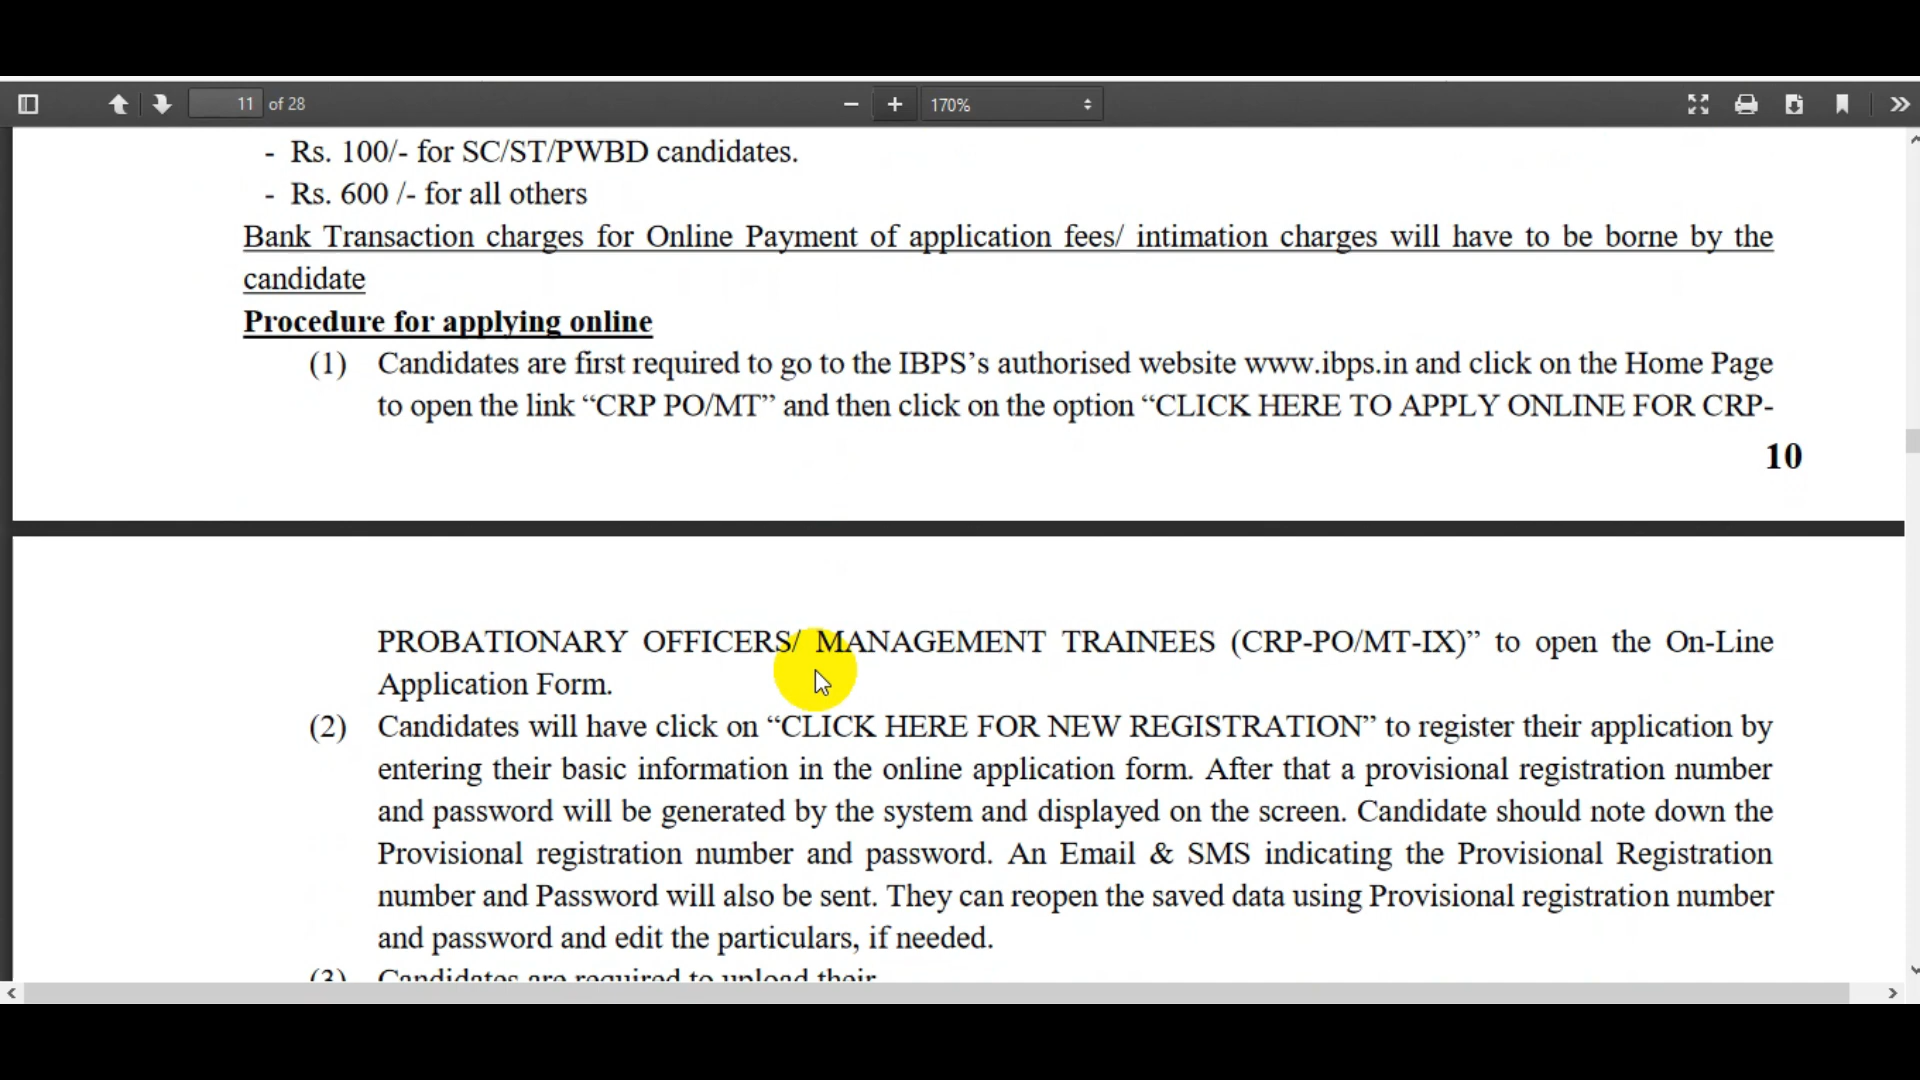 11 of 28
170%
- Rs. 100/- for SC/ST/PWBD candidates.
- Rs. 600 /- for all others
Bank Transaction charges for Online Payment of application fees/ intimation charges will have to be borne by the
candidate
Procedure for applying online
(1) Candidates are first required to go to the IBPS’s authorised website www.ibps.in and click on the Home Page
to open the link “CRP PO/MT” and then click on the option “CLICK HERE TO APPLY ONLINE FOR CRP-
10
PROBATIONARY OFFICERS/ MANAGEMENT TRAINEES (CRP-PO/MT-IX)” to open the On-Line
Application Form.
(2) Candidates will have click on “CLICK HERE FOR NEW REGISTRATION” to register their application by
entering their basic information in the online application form. After that a provisional registration number
and password will be generated by the system and displayed on the screen. Candidate should note down the
Provisional registration number and password. An Email & SMS indicating the Provisional Registration
number and Password will also be sent. They can reopen the saved data using Provisional registration number
and password and edit the particulars, if needed.
(3) Candidates are required to upload their